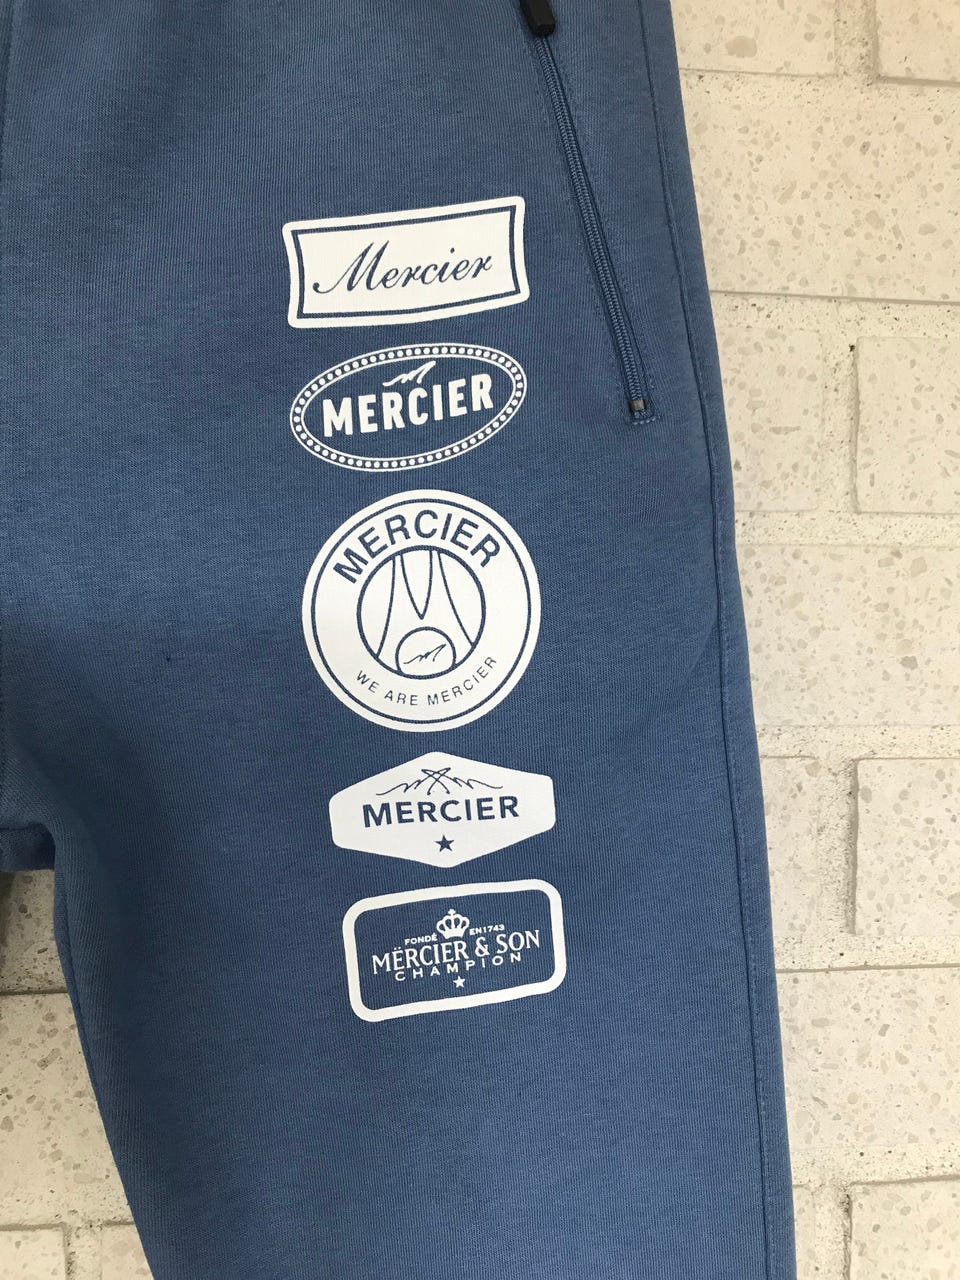 Mercier
MERCIER
MERCIER
WE ARE MERCIER
MERCIER
FONDÉ EN 1743
MËRCIER & SON
CHAMPION